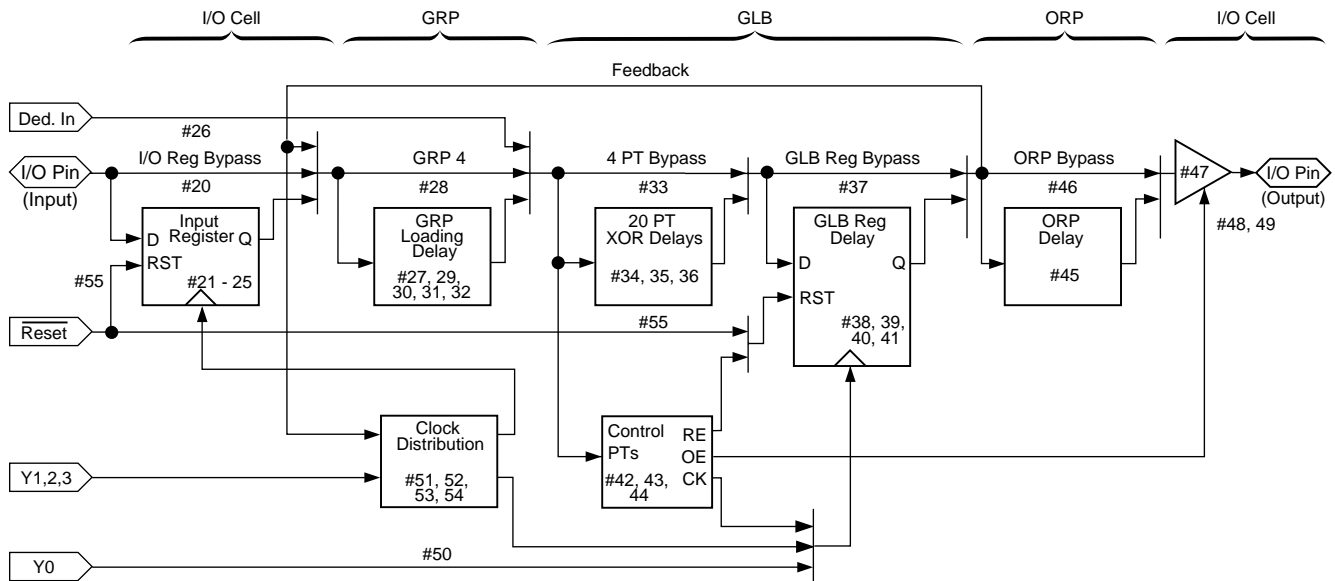 I/O Cell
GRP
GLB
ORP
I/O Cell
Feedback
Ded. In
#26
I/O Pin
(Input)
I/O Reg Bypass
#20
GRP 4
#28
4 PT Bypass
#33
GLB Reg Bypass
#37
ORP Bypass
#46
#47
I/O Pin
(Output)
#48, 49
Input
Register
D
Q
RST
#21 - 25
#55
GRP
Loading
Delay
#27, 29,
30, 31, 32
20 PT
XOR Delays
#34, 35, 36
GLB Reg
Delay
D
Q
RST
#38, 39,
40, 41
ORP
Delay
#45
Reset
#55
Clock
Distribution
#51, 52,
53, 54
Control
PTs
RE
OE
CK
#42, 43,
44
Y1,2,3
Y0
#50